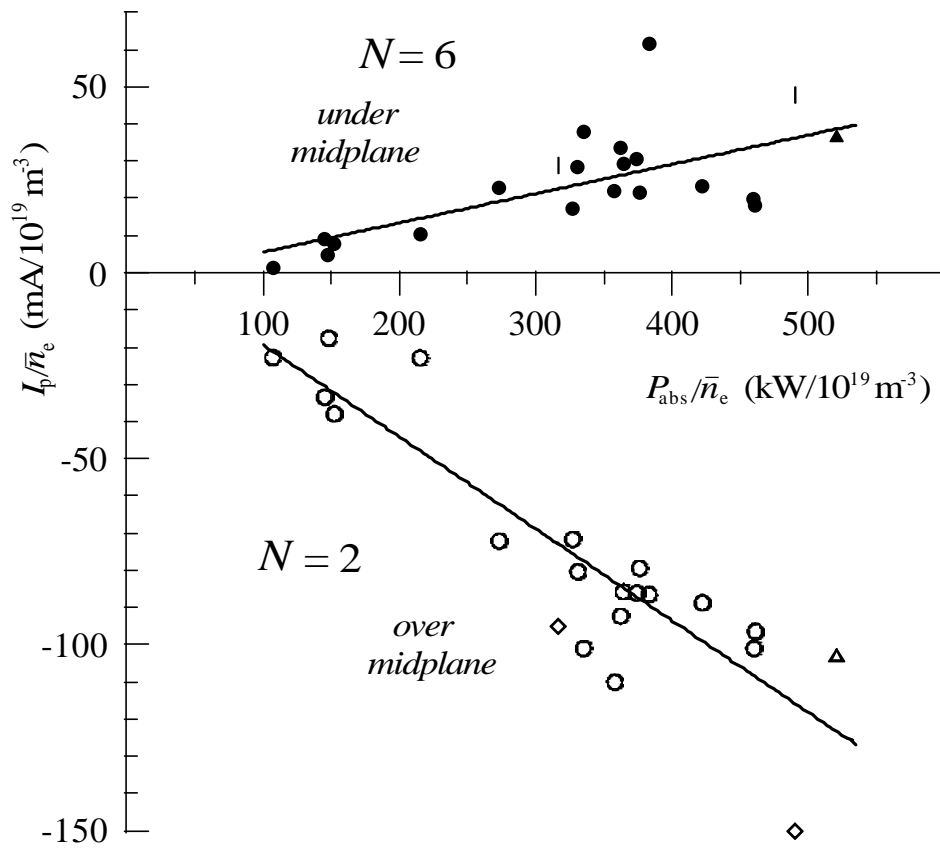 N = 6
50
under
midplane
0
100 200 300 400 500
P_abs/n̄_e (kW/10^19 m^-3)
I_p/n̄_e (mA/10^19 m^-3)
-50
N = 2
over
midplane
-100
-150